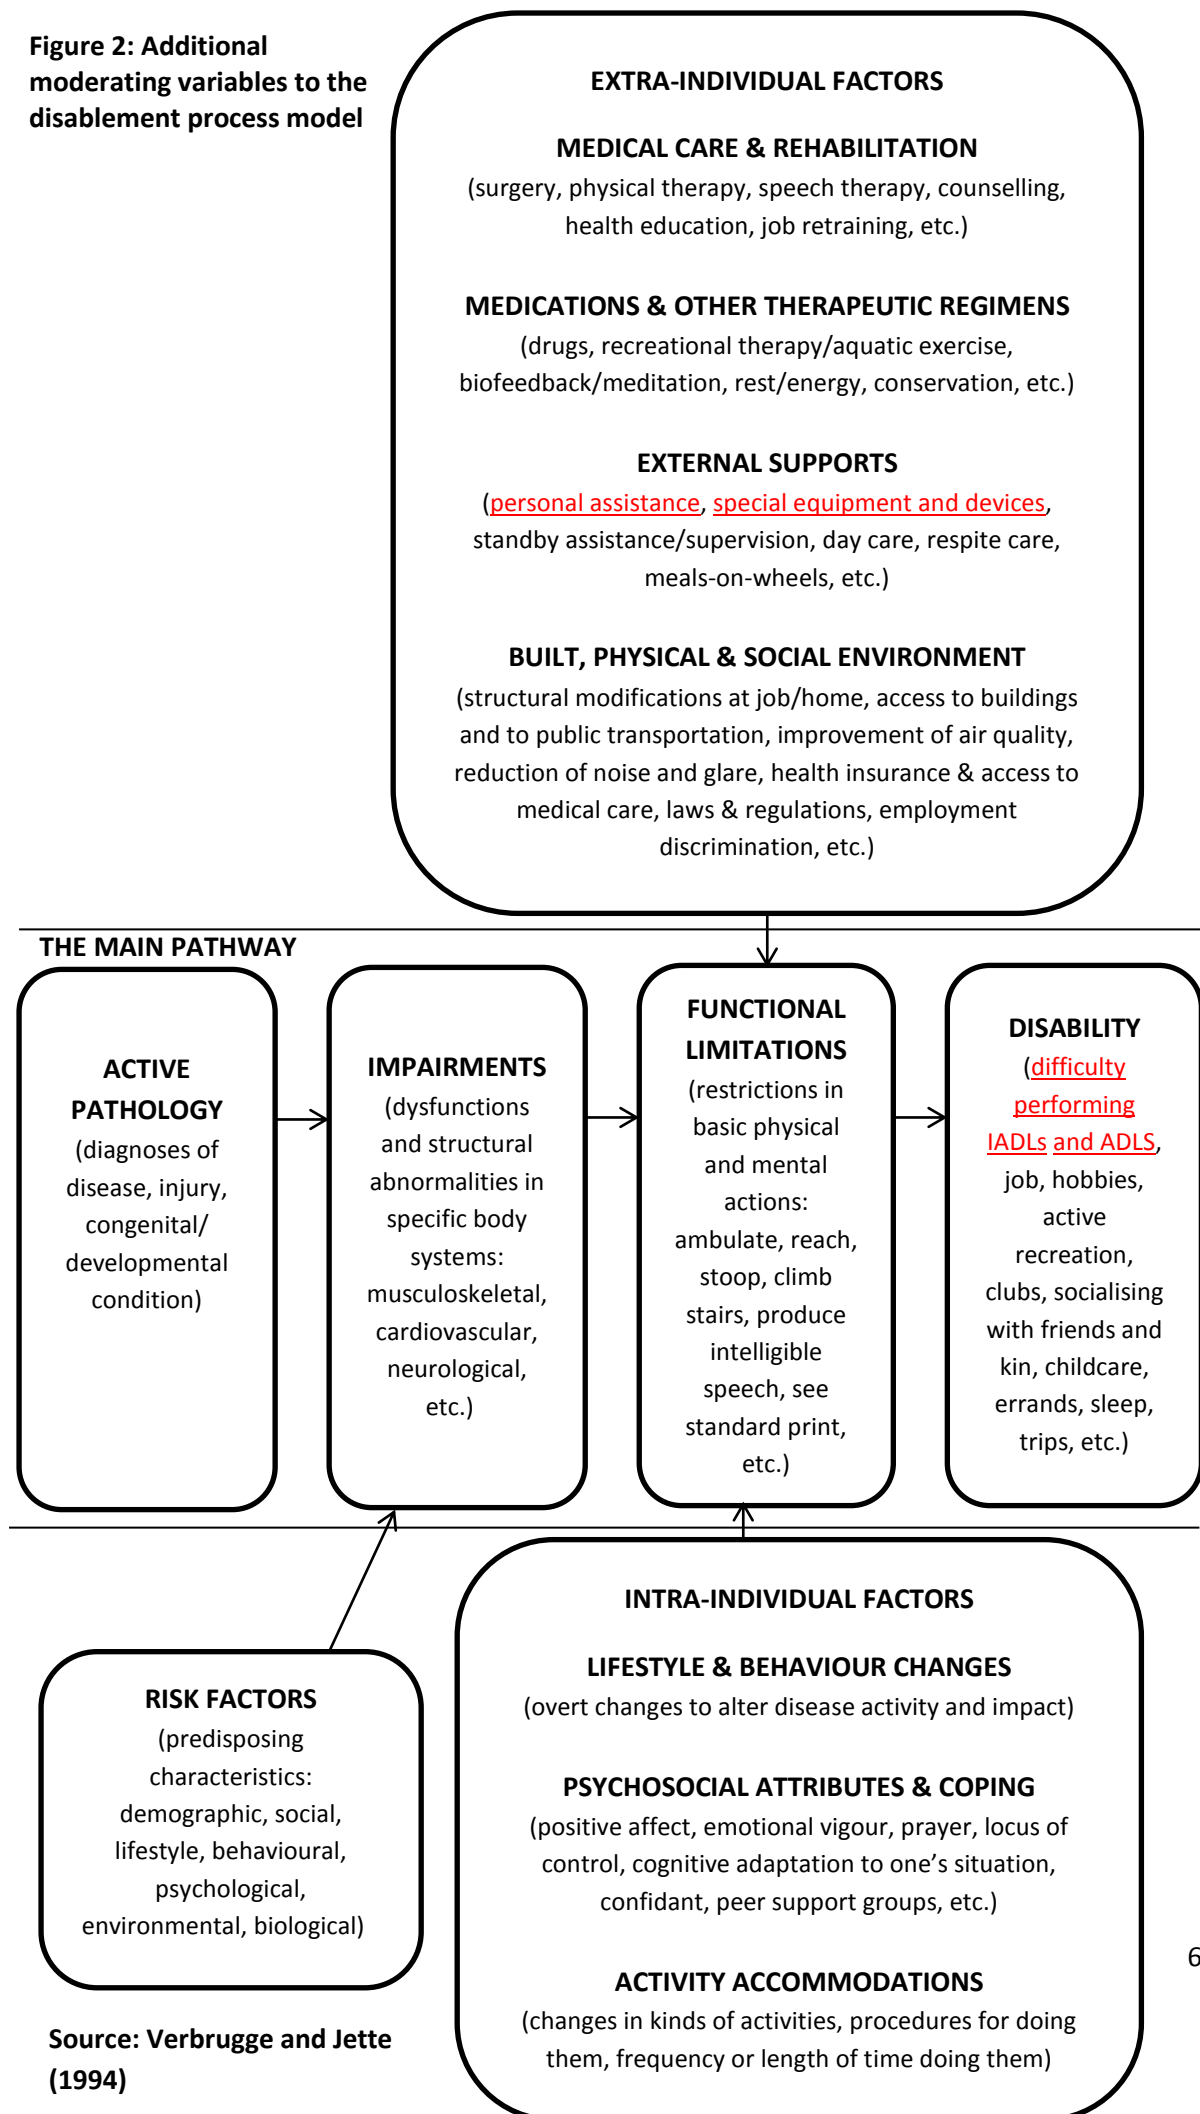 Figure 2: Additional
moderating variables to the
disablement process model
EXTRA-INDIVIDUAL FACTORS
MEDICAL CARE & REHABILITATION
(surgery, physical therapy, speech therapy, counselling,
health education, job retraining, etc.)
MEDICATIONS & OTHER THERAPEUTIC REGIMENS
(drugs, recreational therapy/aquatic exercise,
biofeedback/meditation, rest/energy, conservation, etc.)
EXTERNAL SUPPORTS
(personal assistance, special equipment and devices,
standby assistance/supervision, day care, respite care,
meals-on-wheels, etc.)
BUILT, PHYSICAL & SOCIAL ENVIRONMENT
(structural modifications at job/home, access to buildings
and to public transportation, improvement of air quality,
reduction of noise and glare, health insurance & access to
medical care, laws & regulations, employment
discrimination, etc.)
THE MAIN PATHWAY
ACTIVE
PATHOLOGY
(diagnoses of
disease, injury,
congenital/
developmental
condition)
IMPAIRMENTS
(dysfunctions
and structural
abnormalities in
specific body
systems:
musculoskeletal,
cardiovascular,
neurological,
etc.)
FUNCTIONAL
LIMITATIONS
(restrictions in
basic physical
and mental
actions:
ambulate, reach,
stoop, climb
stairs, produce
intelligible
speech, see
standard print,
etc.)
DISABILITY
(difficulty
performing
IADLs and ADLS,
job, hobbies,
active
recreation,
clubs, socialising
with friends and
kin, childcare,
errands, sleep,
trips, etc.)
RISK FACTORS
(predisposing
characteristics:
demographic, social,
lifestyle, behavioural,
psychological,
environmental, biological)
INTRA-INDIVIDUAL FACTORS
LIFESTYLE & BEHAVIOUR CHANGES
(overt changes to alter disease activity and impact)
PSYCHOSOCIAL ATTRIBUTES & COPING
(positive affect, emotional vigour, prayer, locus of
control, cognitive adaptation to one’s situation,
confidant, peer support groups, etc.)
ACTIVITY ACCOMMODATIONS
(changes in kinds of activities, procedures for doing
them, frequency or length of time doing them)
6
Source: Verbrugge and Jette
(1994)